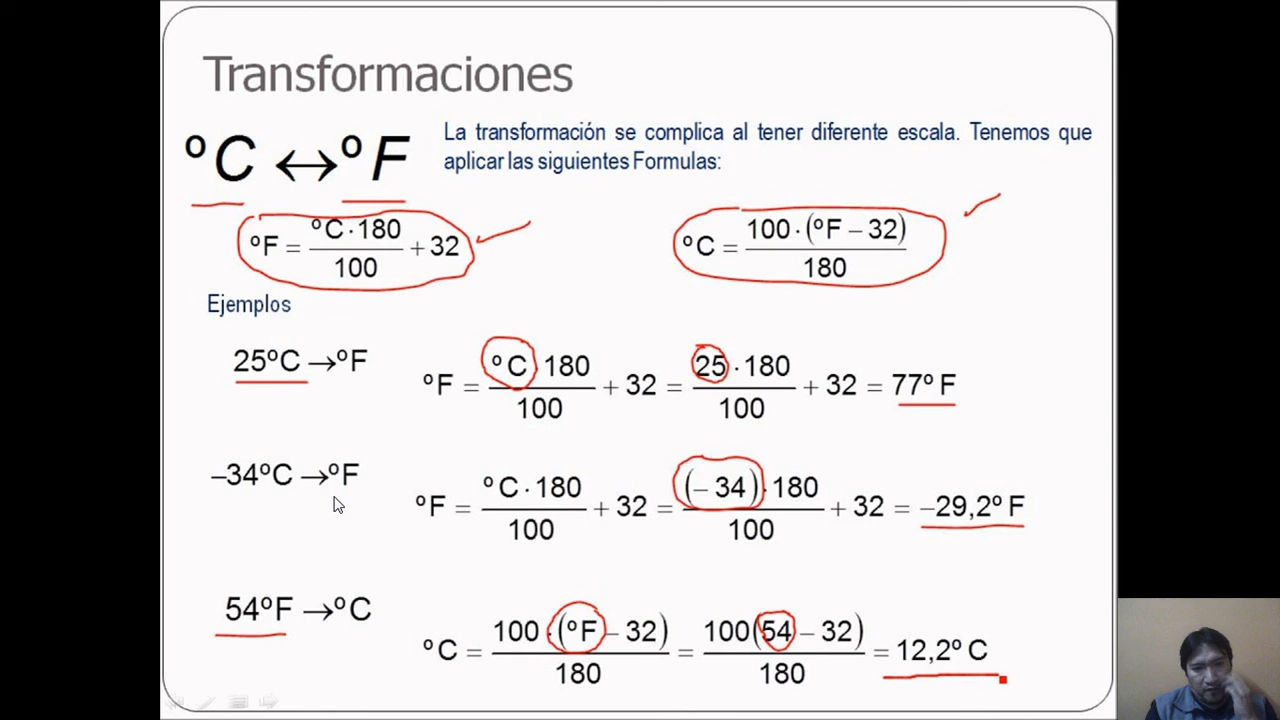 Transformaciones
ºC ↔ ºF
La transformación se complica al tener diferente escala. Tenemos que
aplicar las siguientes Formulas:
ºF = (ºC · 180)/100 + 32
ºC = (100 · (ºF – 32))/180
Ejemplos
25ºC → ºF
ºF = (ºC · 180)/100 + 32 = (25 · 180)/100 + 32 = 77º F
–34ºC → ºF
ºF = (ºC · 180)/100 + 32 = ((–34) · 180)/100 + 32 = –29,2º F
54ºF → ºC
ºC = (100 · (ºF – 32))/180 = (100(54 – 32))/180 = 12,2º C